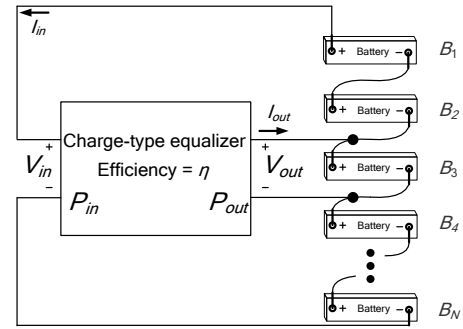 I_in
+ Battery − B_1
+ Battery − B_2
I_out
Charge-type equalizer
Efficiency = η
+ V_in −
+ V_out −
P_in P_out
+ Battery − B_3
+ Battery − B_4
+ Battery − B_N